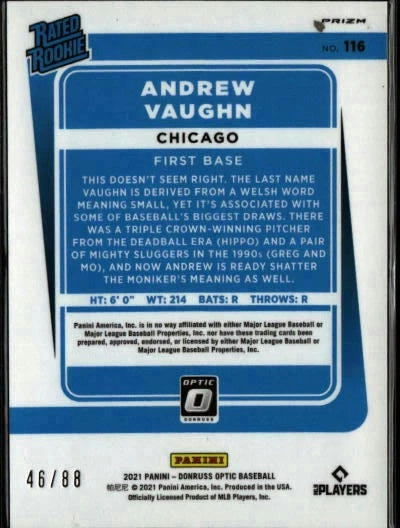 RATED
ROOKIE
PRIZM
NO. 116
ANDREW
VAUGHN
CHICAGO
FIRST BASE
THIS DOESN'T SEEM RIGHT. THE LAST NAME
VAUGHN IS DERIVED FROM A WELSH WORD
MEANING SMALL, YET IT'S ASSOCIATED WITH
SOME OF BASEBALL'S BIGGEST DRAWS. THERE
WAS A TRIPLE CROWN-WINNING PITCHER
FROM THE DEADBALL ERA (HIPPO) AND A PAIR
OF MIGHTY SLUGGERS IN THE 1990s (GREG AND
MO), AND NOW ANDREW IS READY SHATTER
THE MONIKER'S MEANING AS WELL.
HT: 6' 0" WT: 214 BATS: R THROWS: R
Panini America, Inc. is in no way affiliated with either Major League Baseball or
Major League Baseball Properties, Inc. nor have these trading cards been
prepared, approved, endorsed, or licensed by either Major League Baseball or
Major League Baseball Properties, Inc.
OPTIC
DONRUSS
PANINI
46/88
2021 PANINI – DONRUSS OPTIC BASEBALL
帕尼尼 © 2021 Panini America, Inc. Produced in the USA.
Officially Licensed Product of MLB Players, Inc.
MLB PLAYERS